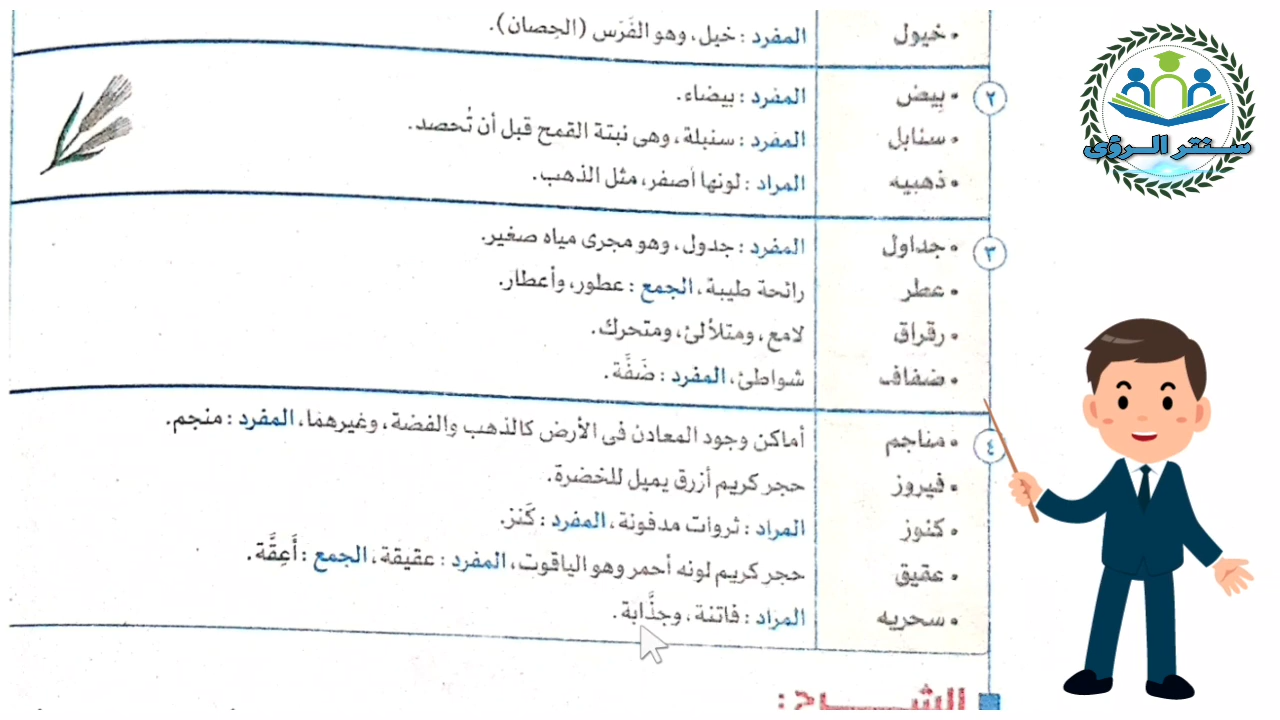 • خيول المفرد : خيل، وهو الفَرَس (الحِصان).
٢ • بِيض المفرد : بيضاء.
• سنابل المفرد : سنبلة، وهى نبتة القمح قبل أن تُحصد.
• ذهبيه المراد : لونها أصفر، مثل الذهب.
٣ • جداول المفرد : جدول، وهو مجرى مياه صغير.
• عطر رائحة طيبة، الجمع : عطور، وأعطار.
• رقراق لامع، ومتلألئ، ومتحرك.
• ضفاف شواطئ، المفرد : ضَفَّة.
٤ • مناجم أماكن وجود المعادن فى الأرض كالذهب والفضة، وغيرهما، المفرد : منجم.
• فيروز حجر كريم أزرق يميل للخضرة.
• كنوز المراد : ثروات مدفونة، المفرد : كَنز.
• عقيق حجر كريم لونه أحمر وهو الياقوت، المفرد : عقيقة، الجمع : أَعِقَّة.
• سحريه المراد : فاتنة، وجذَّابة.
الشـــرح :
سنتر الرؤى